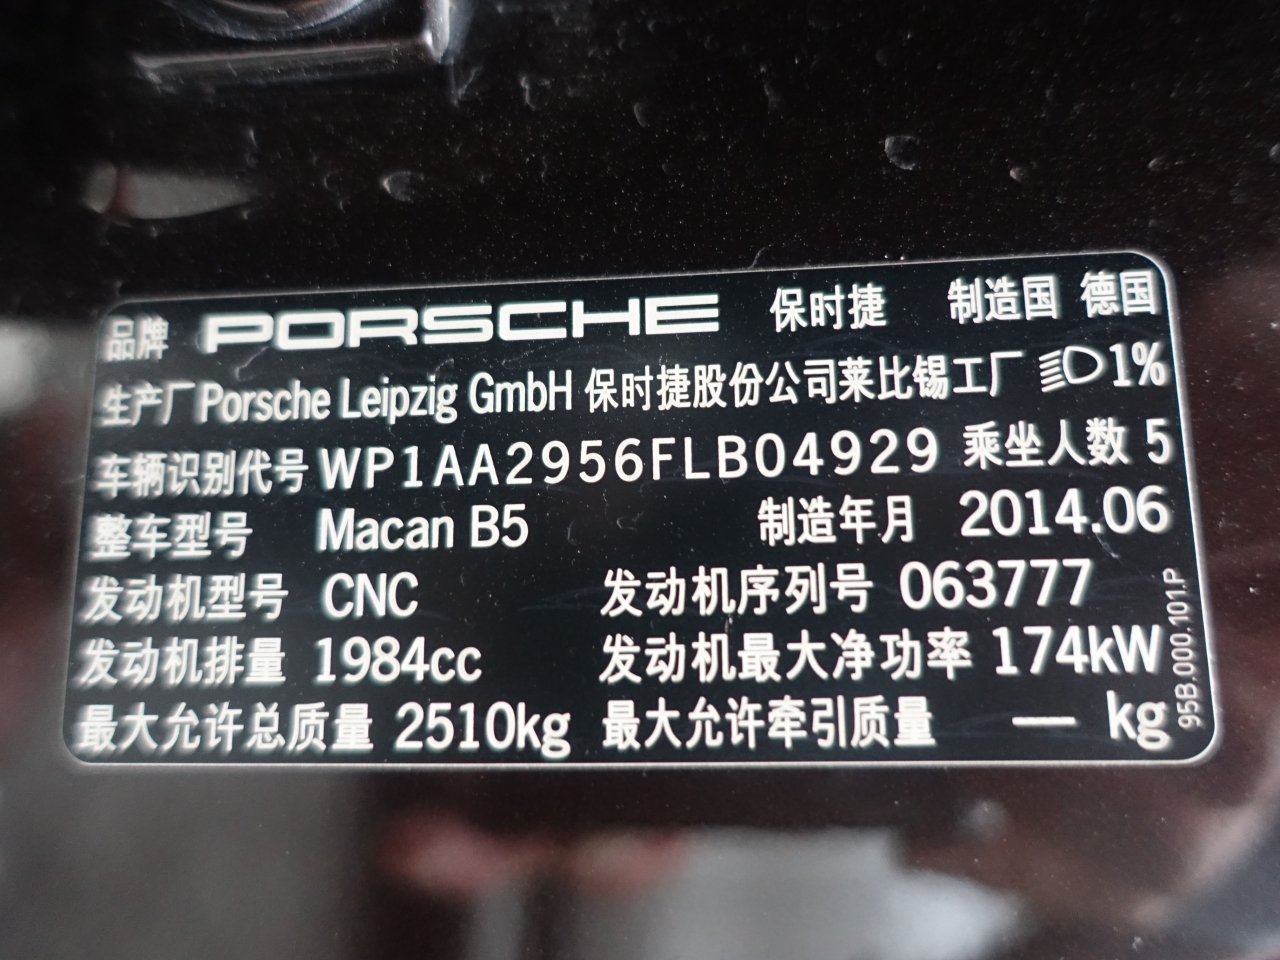 品牌 PORSCHE 保时捷 制造国 德国
生产厂 Porsche Leipzig GmbH 保时捷股份公司莱比锡工厂 1%
车辆识别代号 WP1AA2956FLB04929 乘坐人数 5
整车型号 Macan B5 制造年月 2014.06
发动机型号 CNC 发动机序列号 063777
发动机排量 1984cc 发动机最大净功率 174kW
最大允许总质量 2510kg 最大允许牵引质量 — kg
95B.000.101.P